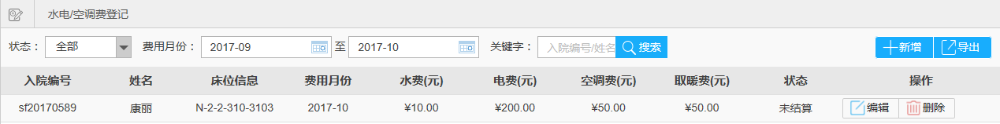 水电/空调费登记
状态： 全部 费用月份： 2017-09 至 2017-10 关键字： 入院编号/姓名 搜索 新增 导出
入院编号 姓名 床位信息 费用月份 水费(元) 电费(元) 空调费(元) 取暖费(元) 状态 操作
sf20170589 康丽 N-2-2-310-3103 2017-10 ¥10.00 ¥200.00 ¥50.00 ¥50.00 未结算 编辑 删除